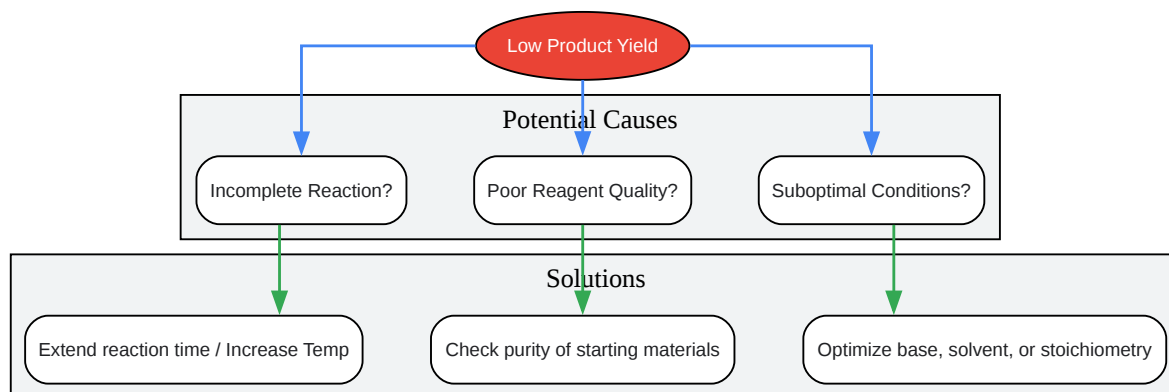 Low Product Yield
Potential Causes
Incomplete Reaction?
Poor Reagent Quality?
Suboptimal Conditions?
Solutions
Extend reaction time / Increase Temp
Check purity of starting materials
Optimize base, solvent, or stoichiometry